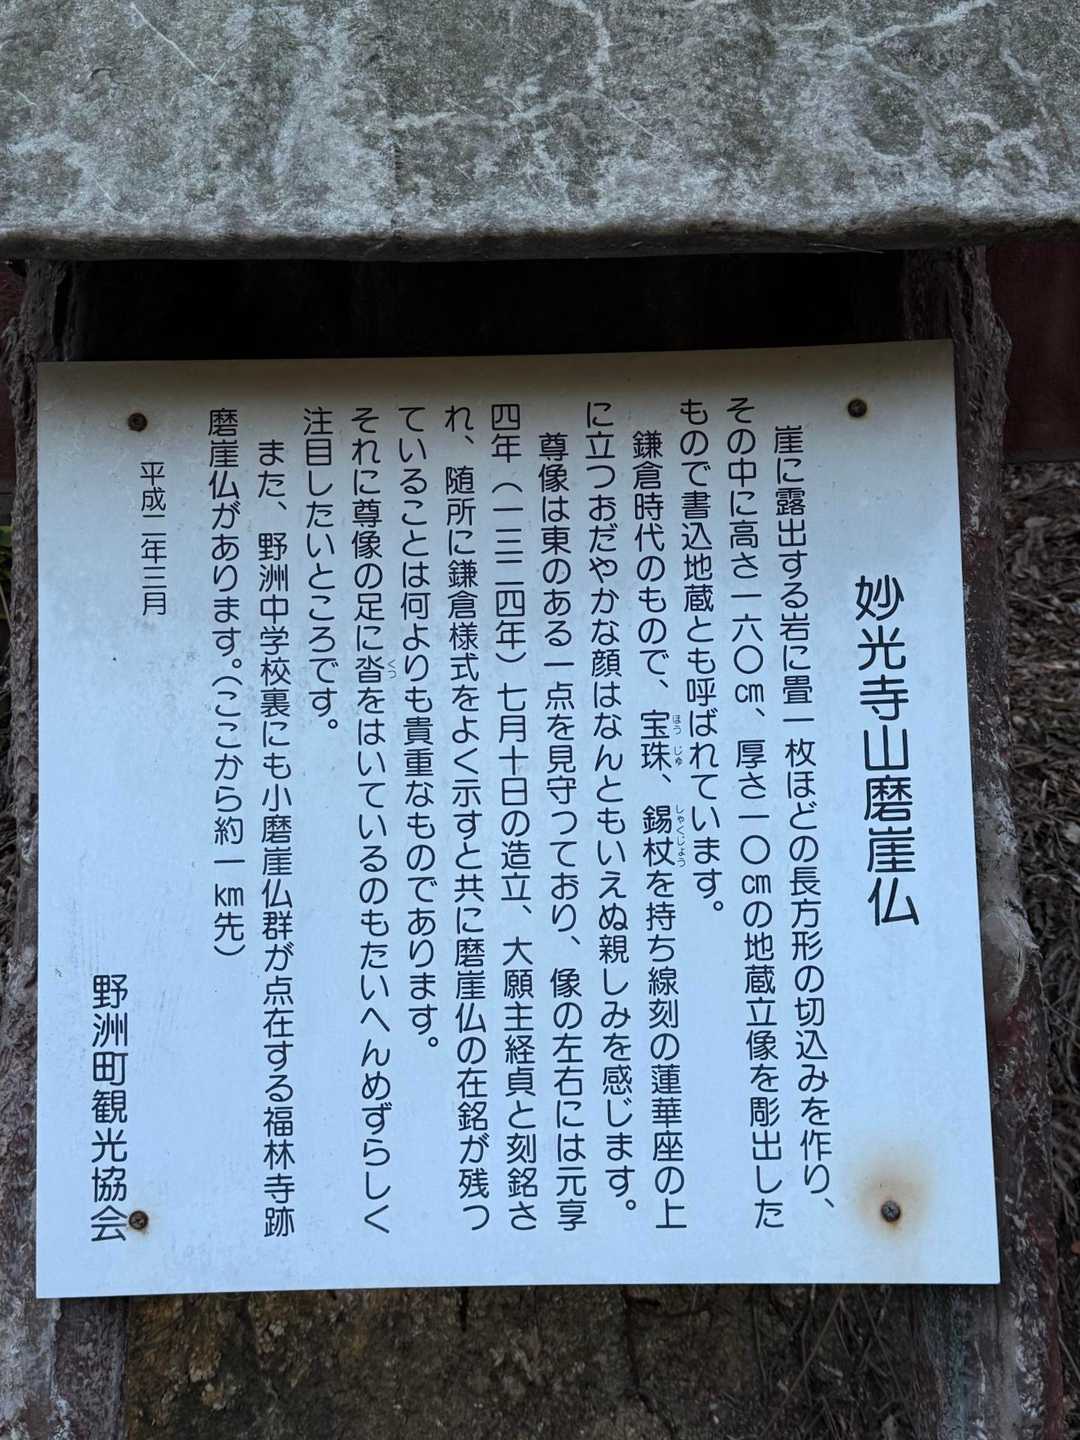 妙光寺山磨崖仏
崖に露出する岩に畳一枚ほどの長方形の切込みを作り、
その中に高さ一六〇cm、厚さ一〇cmの地蔵立像を彫出した
もので書込地蔵とも呼ばれています。
鎌倉時代のもので、宝珠、錫杖を持ち線刻の蓮華座の上
ほうじゅ しゃくじょう
に立つおだやかな顔はなんともいえぬ親しみを感じます。
尊像は東のある一点を見守っており、像の左右には元享
四年（一三二四年）七月十日の造立、大願主経貞と刻銘さ
れ、随所に鎌倉様式をよく示すと共に磨崖仏の在銘が残っ
ていることは何よりも貴重なものであります。
それに尊像の足に沓をはいているのもたいへんめずらしく
くつ
注目したいところです。
また、野洲中学校裏にも小磨崖仏群が点在する福林寺跡
磨崖仏があります。（ここから約一km先）
平成二年三月
野洲町観光協会